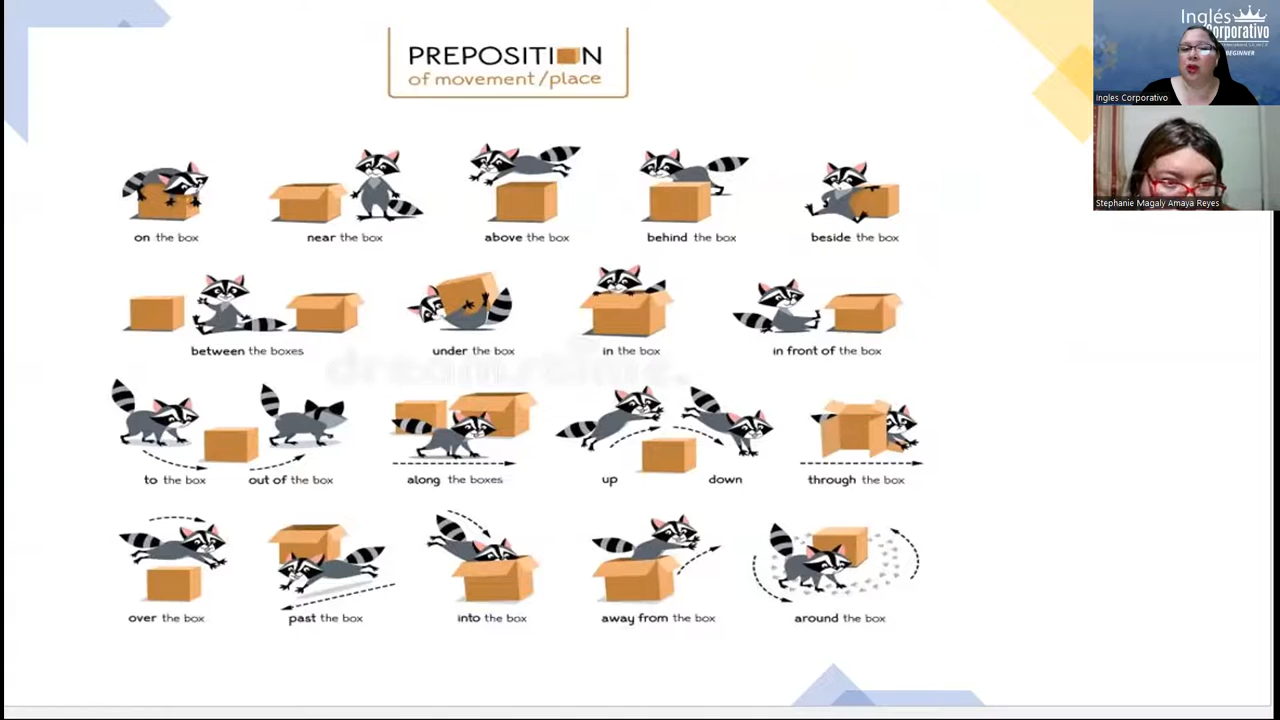 PREPOSITION
of movement/place
on the box
near the box
above the box
behind the box
beside the box
between the boxes
under the box
in the box
in front of the box
dreamstime.
to the box
out of the box
along the boxes
up
down
through the box
over the box
past the box
into the box
away from the box
around the box
Inglés
Corporativo
BEGINNER
Ingles Corporativo
Stephanie Magaly Amaya Reyes